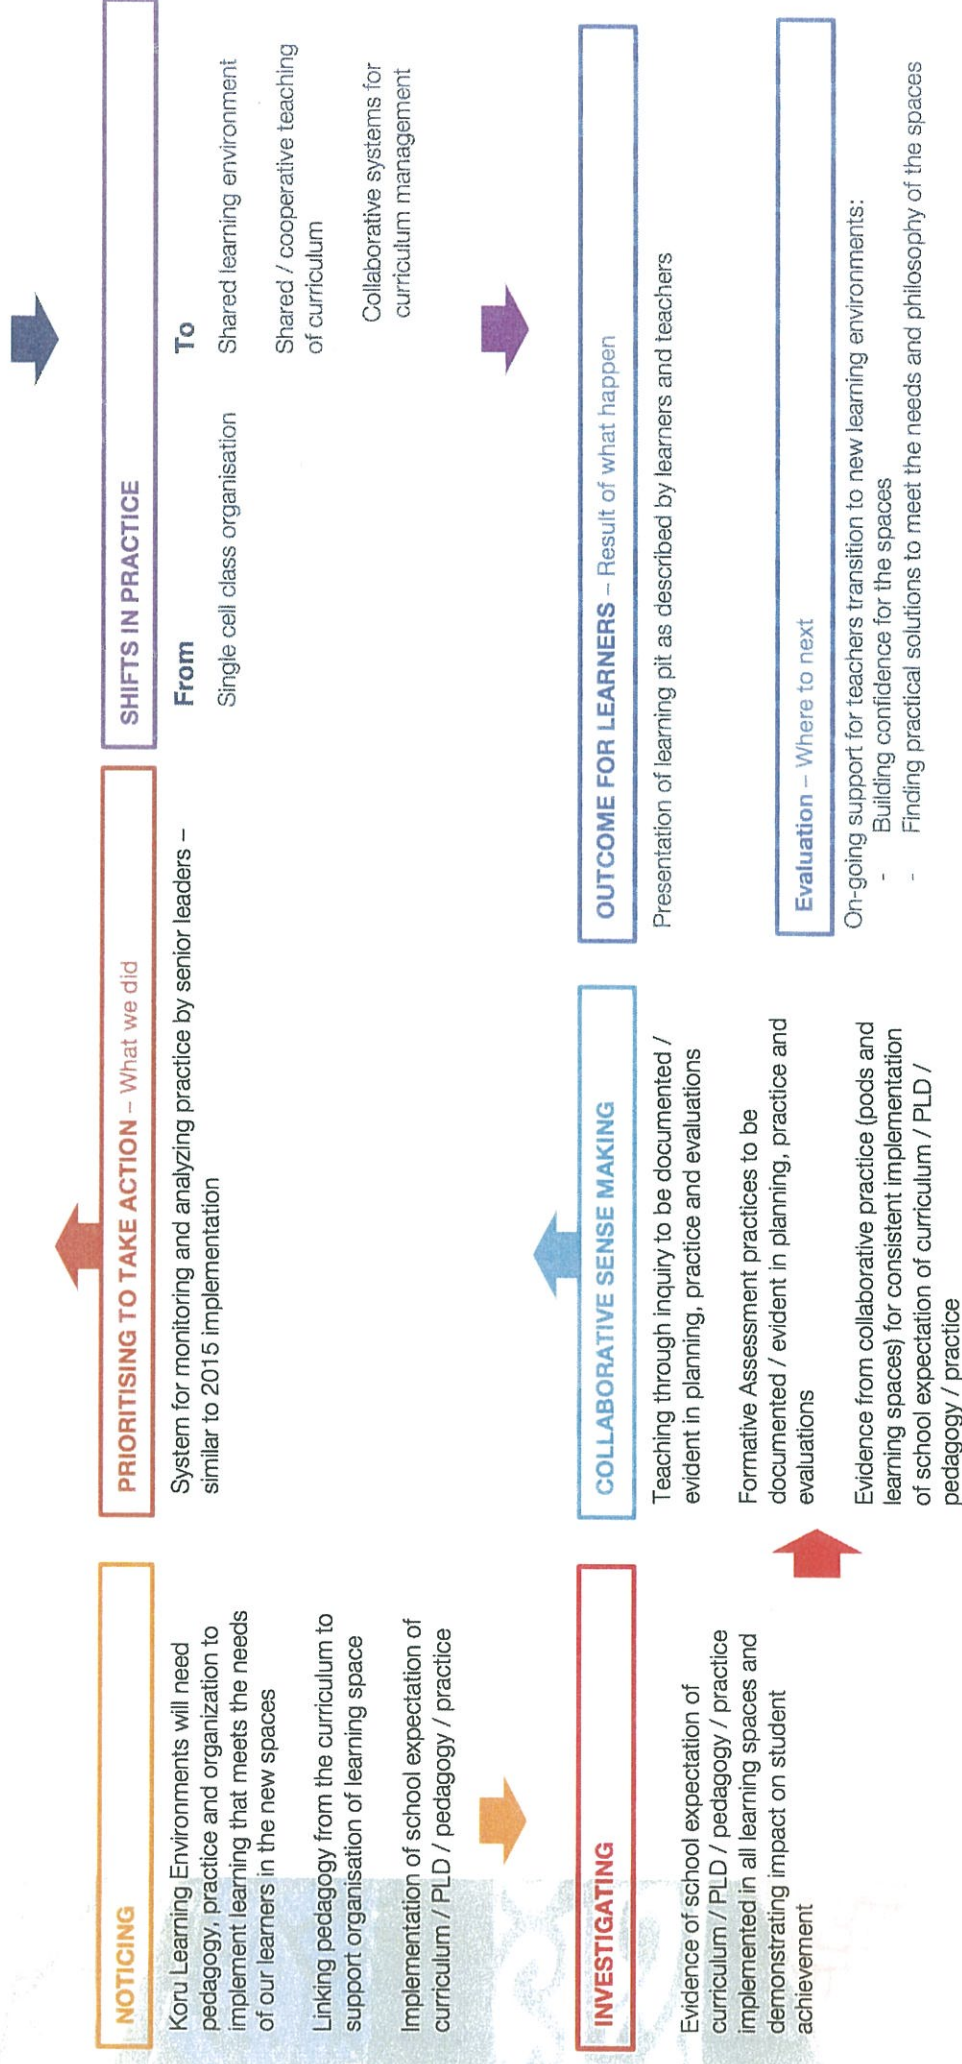 NOTICING
Koru Learning Environments will need
pedagogy, practice and organization to
implement learning that meets the needs
of our learners in the new spaces
Linking pedagogy from the curriculum to
support organisation of learning space
Implementation of school expectation of
curriculum / PLD / pedagogy / practice
INVESTIGATING
Evidence of school expectation of
curriculum / PLD / pedagogy / practice
implemented in all learning spaces and
demonstrating impact on student
achievement
COLLABORATIVE SENSE MAKING
Teaching through inquiry to be documented /
evident in planning, practice and evaluations
Formative Assessment practices to be
documented / evident in planning, practice and
evaluations
Evidence from collaborative practice (pods and
learning spaces) for consistent implementation
of school expectation of curriculum / PLD /
pedagogy / practice
PRIORITISING TO TAKE ACTION – What we did
System for monitoring and analyzing practice by senior leaders –
similar to 2015 implementation
SHIFTS IN PRACTICE
From
Single cell class organisation
To
Shared learning environment
Shared / cooperative teaching
of curriculum
Collaborative systems for
curriculum management
OUTCOME FOR LEARNERS – Result of what happen
Presentation of learning pit as described by learners and teachers
Evaluation – Where to next
On-going support for teachers transition to new learning environments:
- Building confidence for the spaces
- Finding practical solutions to meet the needs and philosophy of the spaces